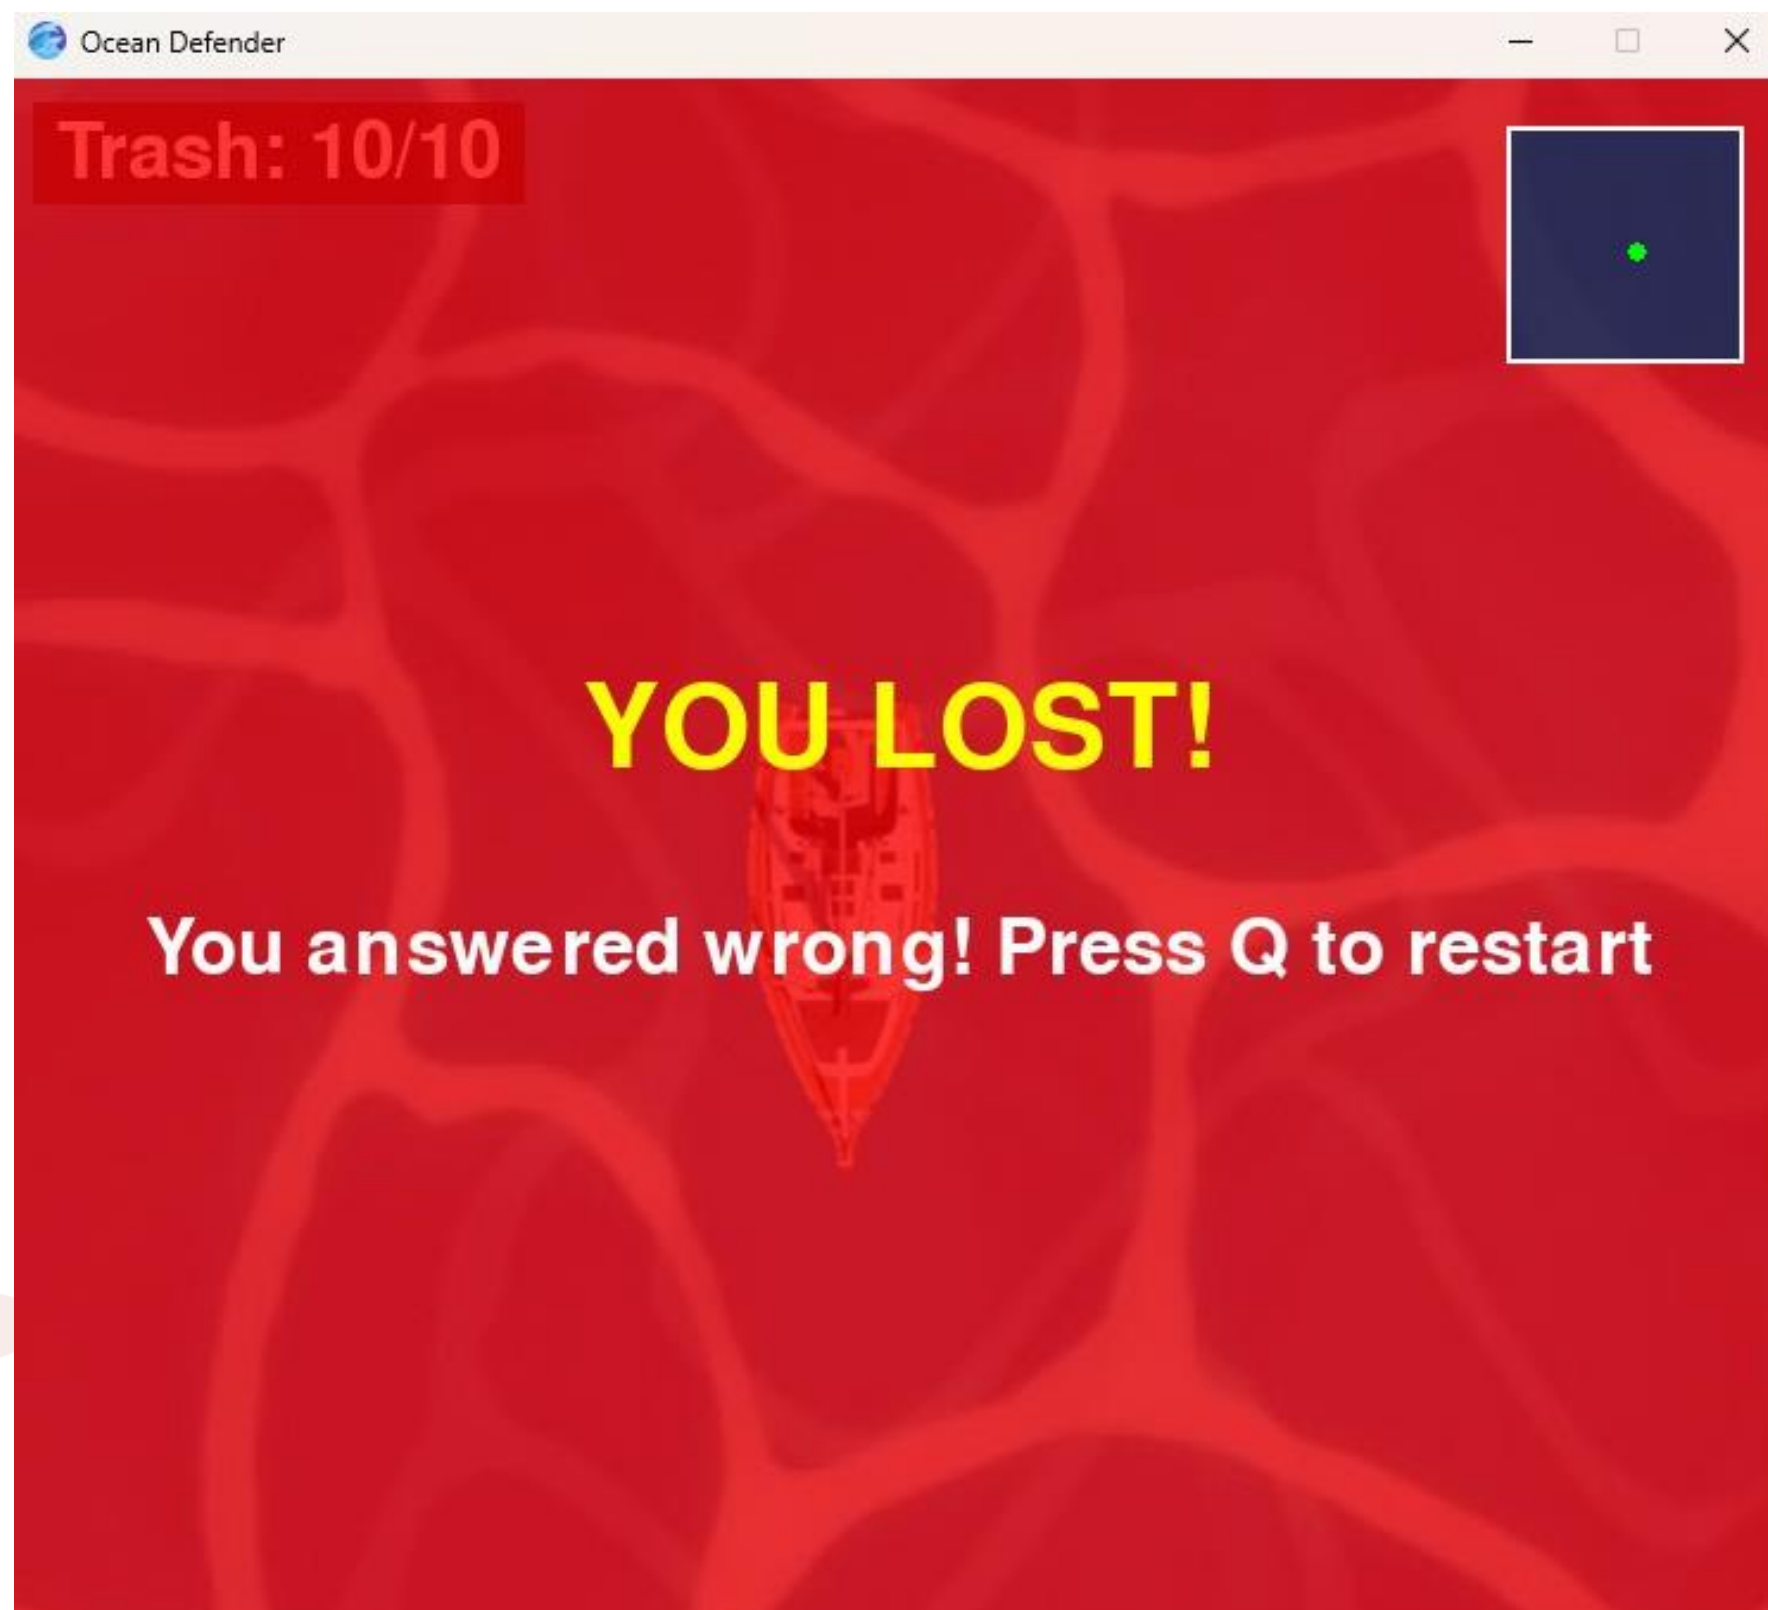 Ocean Defender
Trash: 10/10
YOU LOST!
You answered wrong! Press Q to restart